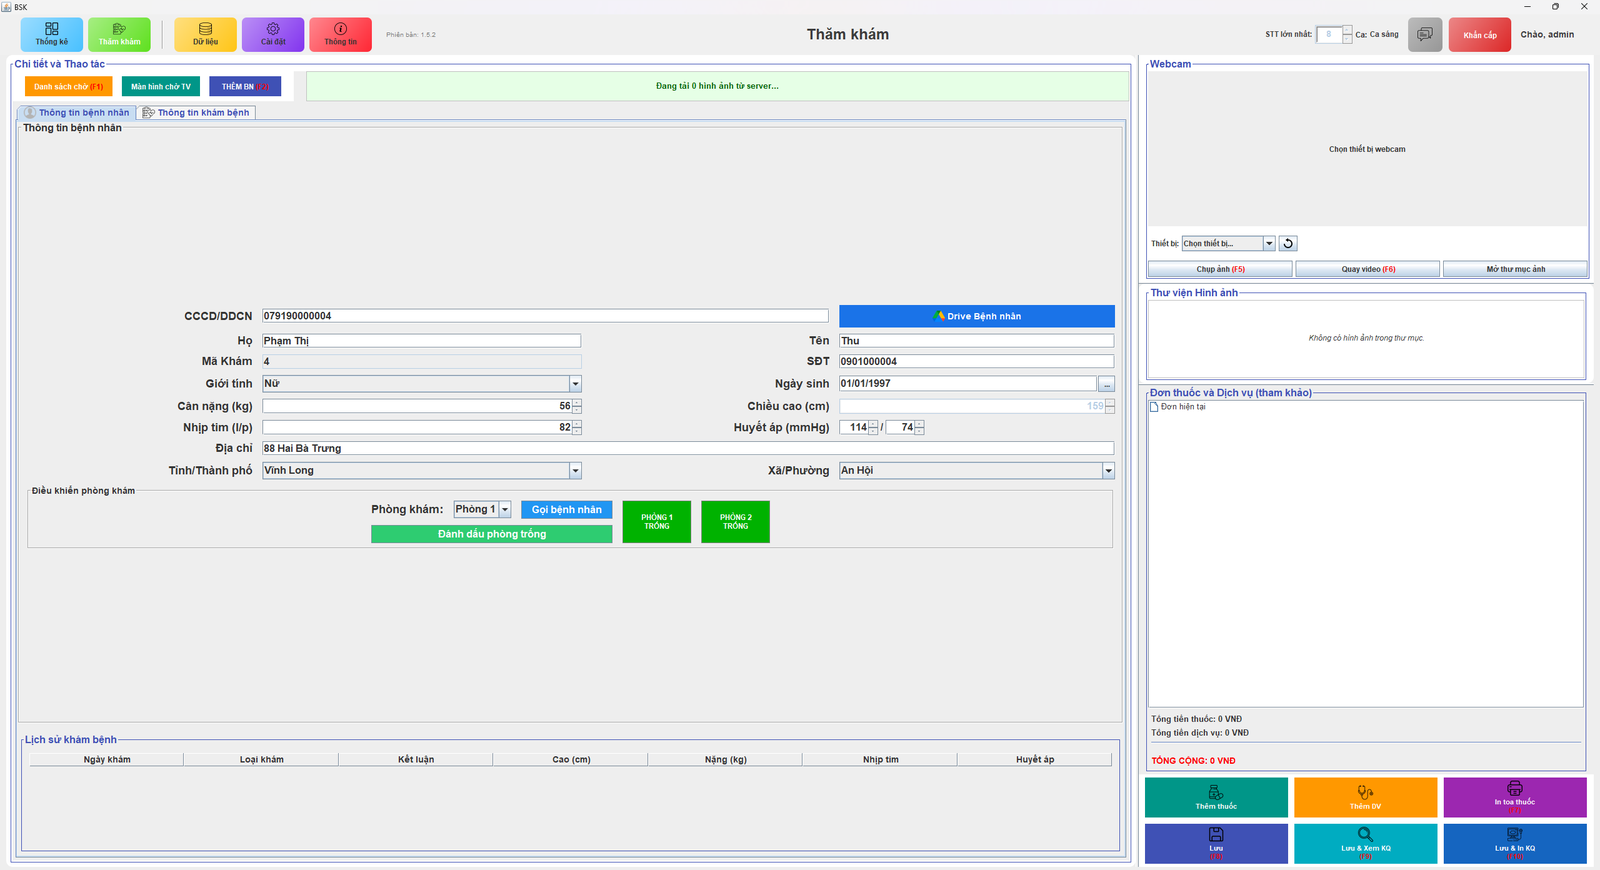 BSK
Thống kê
Thăm khám
Dữ liệu
Cài đặt
Thông tin
Phiên bản: 1.5.2
Thăm khám
STT lớn nhất:
8
Ca: Ca sáng
Khẩn cấp
Chào, admin
Chi tiết và Thao tác
Danh sách chờ (F1)
Màn hình chờ TV
THÊM BN
Đang tải 0 hình ảnh từ server...
Thông tin bệnh nhân
Thông tin khám bệnh
Thông tin bệnh nhân
CCCD/DDCN
079190000004
Drive Bệnh nhân
Họ
Phạm Thị
Tên
Thu
Mã Khám
4
SĐT
0901000004
Giới tính
Nữ
Ngày sinh
01/01/1997
...
Cân nặng (kg)
56
Chiều cao (cm)
159
Nhịp tim (l/p)
82
Huyết áp (mmHg)
114 / 74
Địa chỉ
88 Hai Bà Trưng
Tỉnh/Thành phố
Vĩnh Long
Xã/Phường
An Hội
Điều khiển phòng khám
Phòng khám:
Phòng 1
Gọi bệnh nhân
Đánh dấu phòng trống
PHÒNG 1
TRỐNG
PHÒNG 2
TRỐNG
Lịch sử khám bệnh
Ngày khám
Loại khám
Kết luận
Cao (cm)
Nặng (kg)
Nhịp tim
Huyết áp
Webcam
Chọn thiết bị webcam
Thiết bị:
Chọn thiết bị...
Chụp ảnh (F5)
Quay video (F6)
Mở thư mục ảnh
Thư viện Hình ảnh
Không có hình ảnh trong thư mục.
Đơn thuốc và Dịch vụ (tham khảo)
Đơn hiện tại
Tổng tiền thuốc: 0 VNĐ
Tổng tiền dịch vụ: 0 VNĐ
TỔNG CỘNG: 0 VNĐ
Thêm thuốc
Thêm DV
In toa thuốc
Lưu
Lưu & Xem KQ
(F9)
Lưu & In KQ